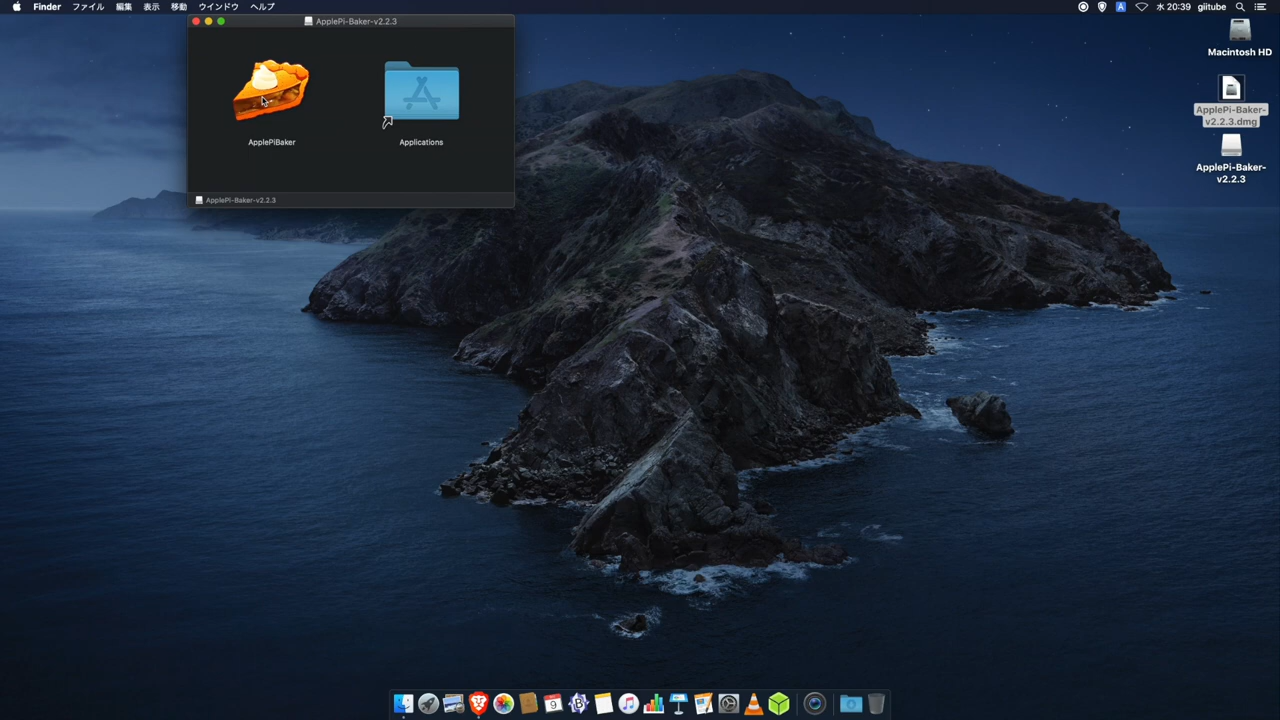 Finder ファイル 編集 表示 移動 ウインドウ ヘルプ
A 水 20:39 giitube
ApplePi-Baker-v2.2.3
ApplePiBaker
Applications
ApplePi-Baker-v2.2.3
Macintosh HD
ApplePi-Baker-
v2.2.3.dmg
ApplePi-Baker-
v2.2.3
9